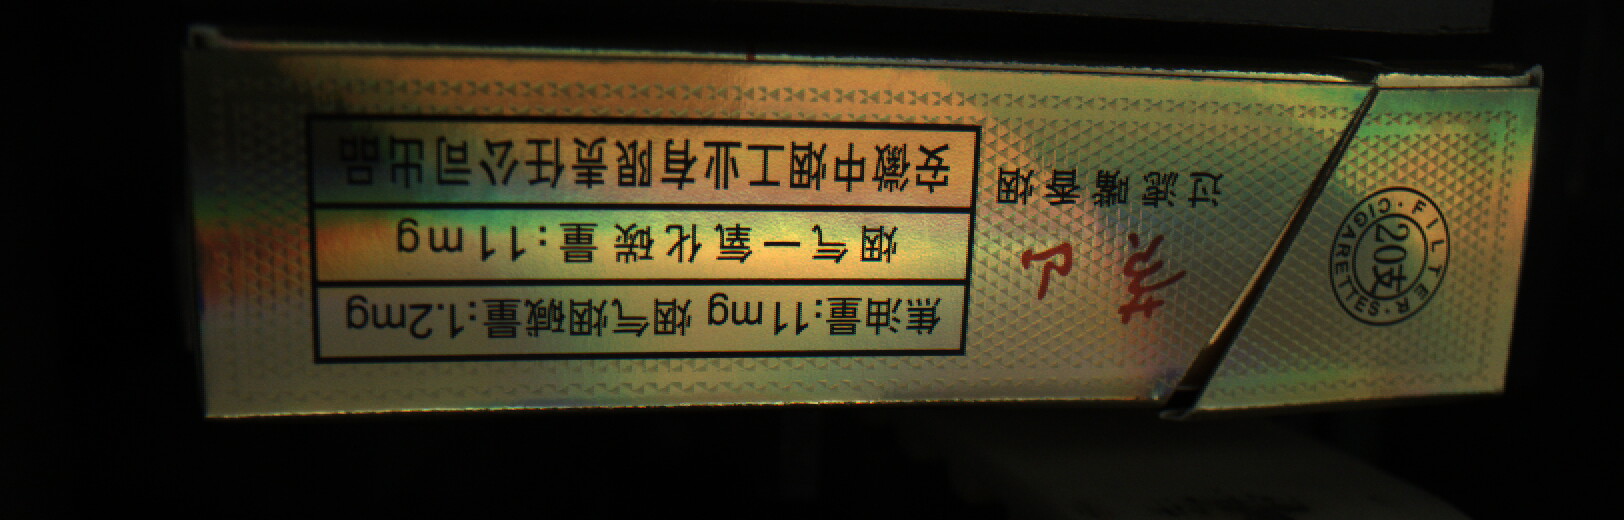 FILTER·CIGARETTES·
20支
过滤嘴香烟
焦油量:11mg 烟气烟碱量:1.2mg
烟气一氧化碳量:11mg
安徽中烟工业有限责任公司出品